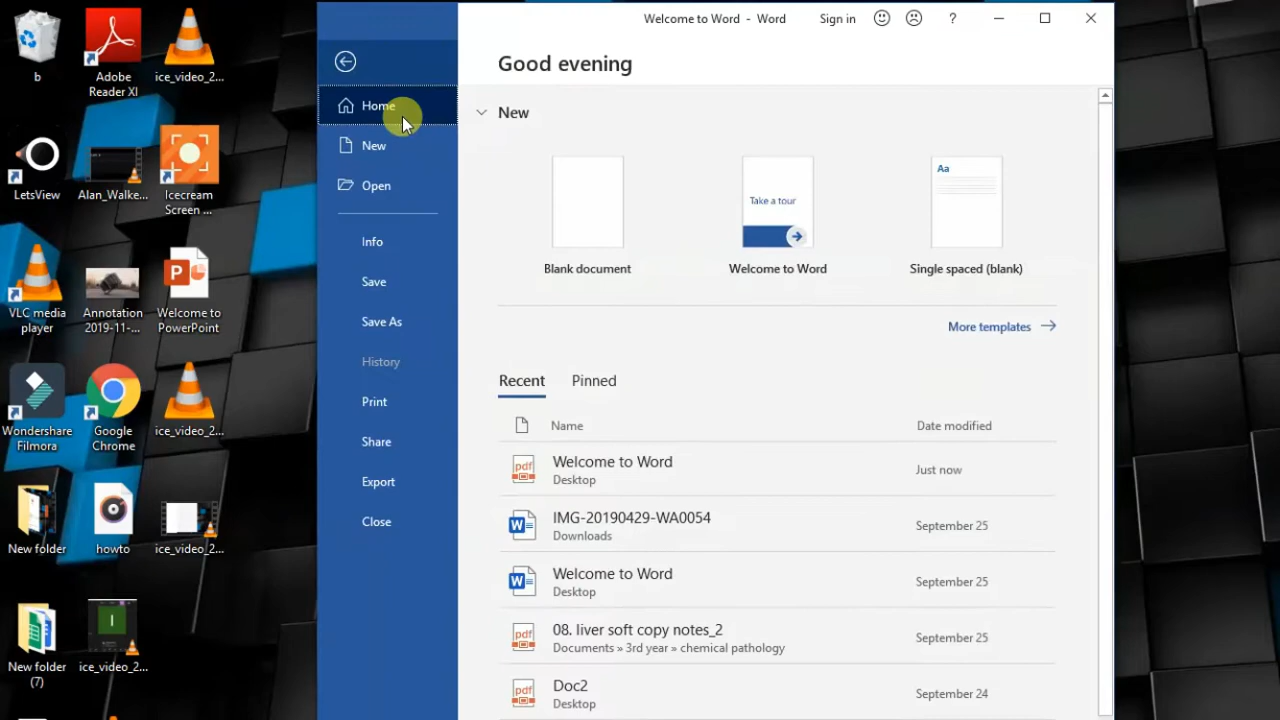 b
Adobe
Reader XI
ice_video_2...
LetsView
Alan_Walke...
Icecream
Screen ...
VLC media
player
Annotation
2019-11-...
Welcome to
PowerPoint
Wondershare
Filmora
Google
Chrome
ice_video_2...
New folder
howto
ice_video_2...
New folder
(7)
ice_video_2...
Welcome to Word - Word
Sign in
?
Home
New
Open
Info
Save
Save As
History
Print
Share
Export
Close
Good evening
New
Take a tour
Aa
Blank document
Welcome to Word
Single spaced (blank)
More templates
Recent
Pinned
Name
Date modified
pdf
Welcome to Word
Desktop
Just now
W
IMG-20190429-WA0054
Downloads
September 25
W
Welcome to Word
Desktop
September 25
pdf
08. liver soft copy notes_2
Documents » 3rd year » chemical pathology
September 25
pdf
Doc2
Desktop
September 24